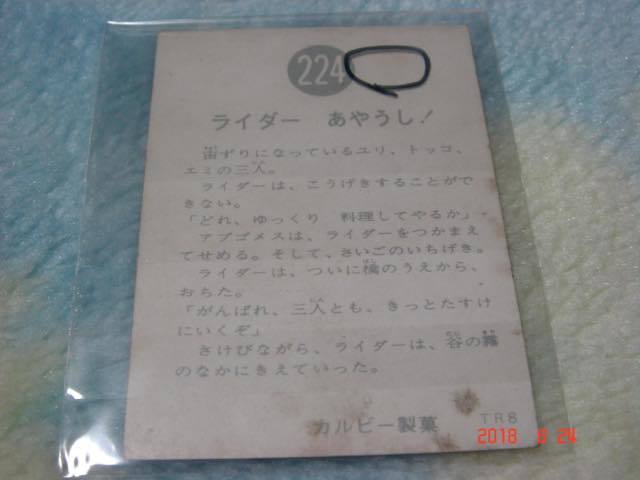 224
ライダー あやうし!
宙ずりになっているユリ、トッコ、
エミの三人。
ライダーは、こうげきすることがで
きない。
「どれ、ゆっくり 料理してやるか」
アブゴメスは、ライダーをつかまえ
てせめる。そして、さいごのいちげき。
ライダーは、ついに橋のうえから、
おちた。
「がんばれ、三人とも、きっとたすけ
にいくぞ」
さけびながら、ライダーは、谷の霧
のなかにきえていった。
カルビー製菓 TR8
2018 8 24